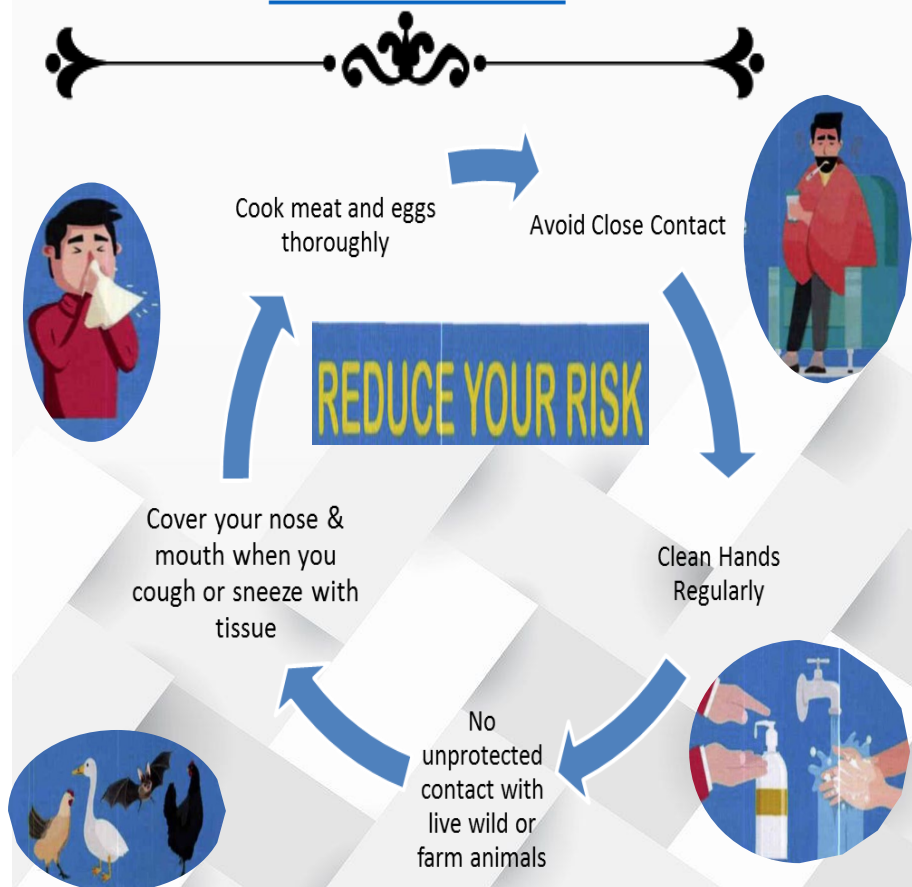 Cook meat and eggs
thoroughly
Avoid Close Contact
REDUCE YOUR RISK
Cover your nose &
mouth when you
cough or sneeze with
tissue
Clean Hands
Regularly
No
unprotected
contact with
live wild or
farm animals